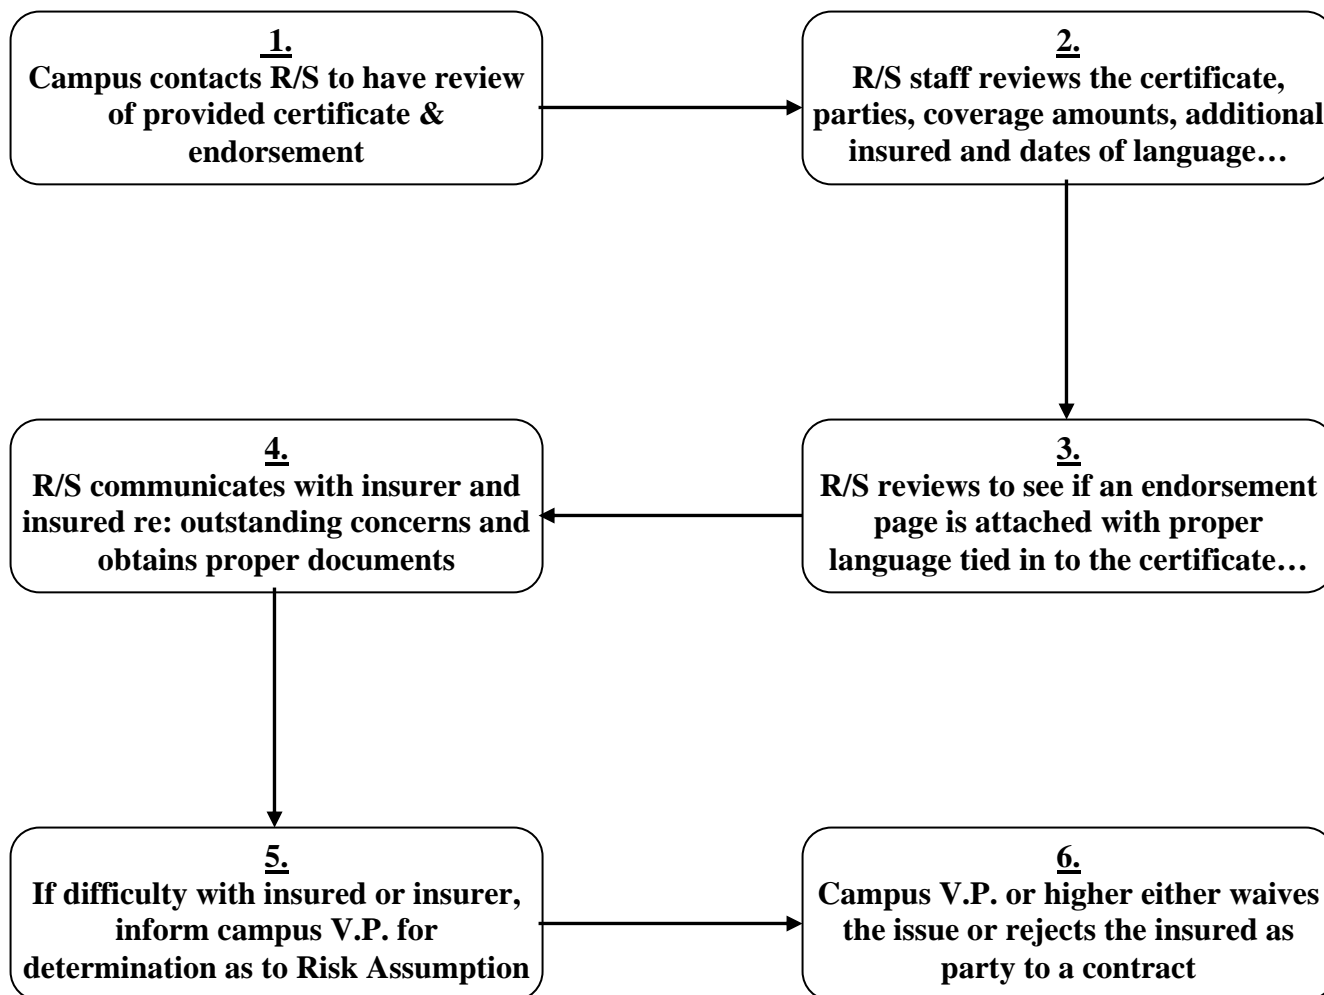 1.
Campus contacts R/S to have review
of provided certificate &
endorsement
2.
R/S staff reviews the certificate,
parties, coverage amounts, additional
insured and dates of language…
3.
R/S reviews to see if an endorsement
page is attached with proper
language tied in to the certificate…
4.
R/S communicates with insurer and
insured re: outstanding concerns and
obtains proper documents
5.
If difficulty with insured or insurer,
inform campus V.P. for
determination as to Risk Assumption
6.
Campus V.P. or higher either waives
the issue or rejects the insured as
party to a contract